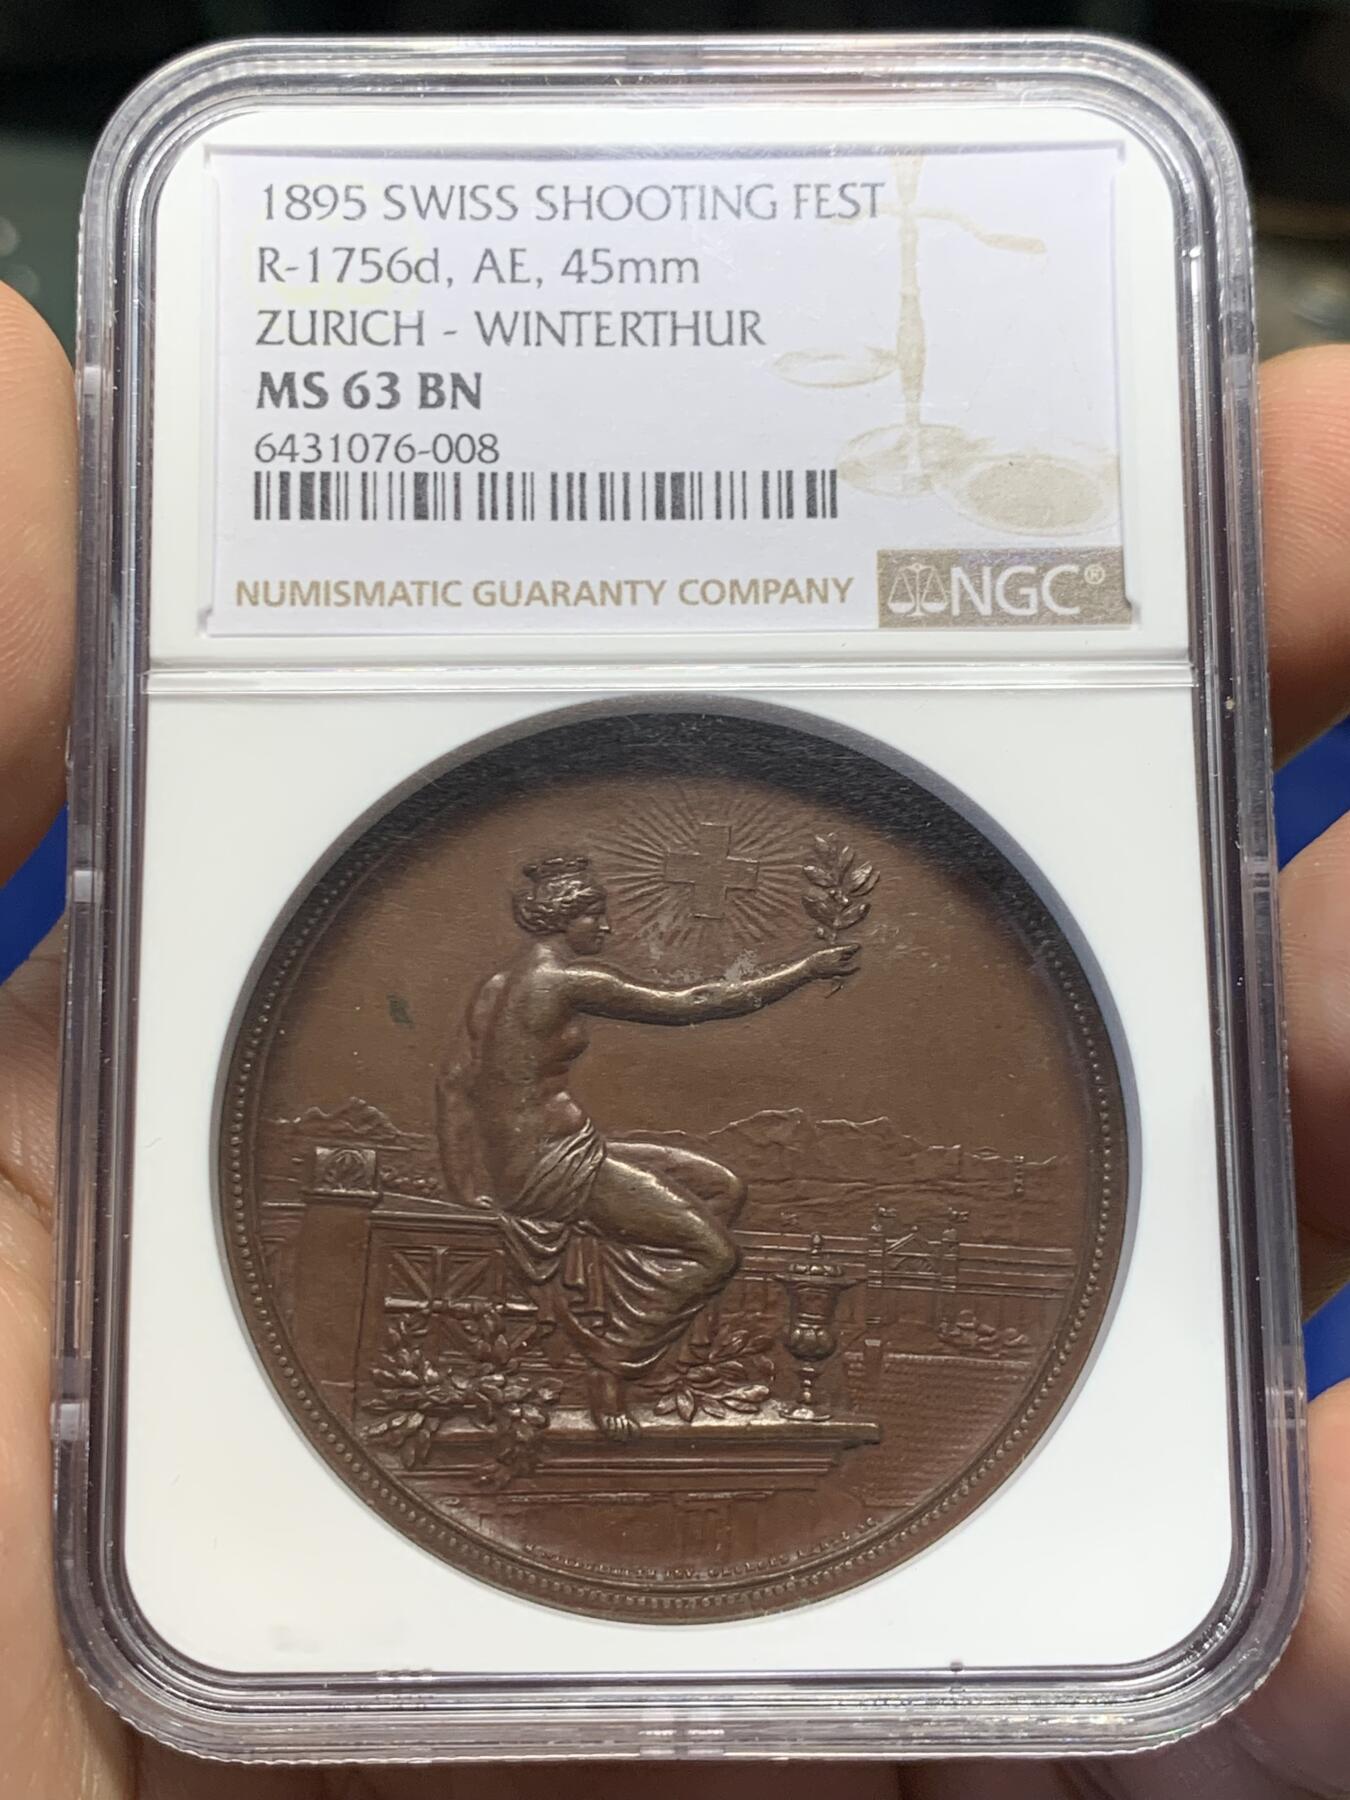 1895 SWISS SHOOTING FEST
R-1756d, AE, 45mm
ZURICH - WINTERTHUR
MS 63 BN
6431076-008
NUMISMATIC GUARANTY COMPANY NGC®